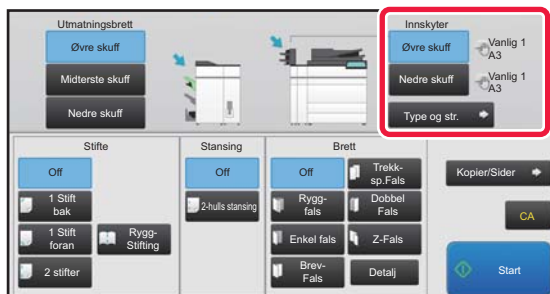 Utmatningsbrett
Øvre skuff
Midterste skuff
Nedre skuff
Innskyter
Øvre skuff
Vanlig 1
A3
Nedre skuff
Vanlig 1
A3
Type og str.
Stifte
Off
1 Stift
bak
1 Stift
foran
Rygg-
Stifting
2 stifter
Stansing
Off
2-hulls stansing
Brett
Off
Trekk-
sp.Fals
Rygg-
fals
Dobbel
Fals
Enkel fals
Z-Fals
Brev-
Fals
Detalj
Kopier/Sider
CA
Start